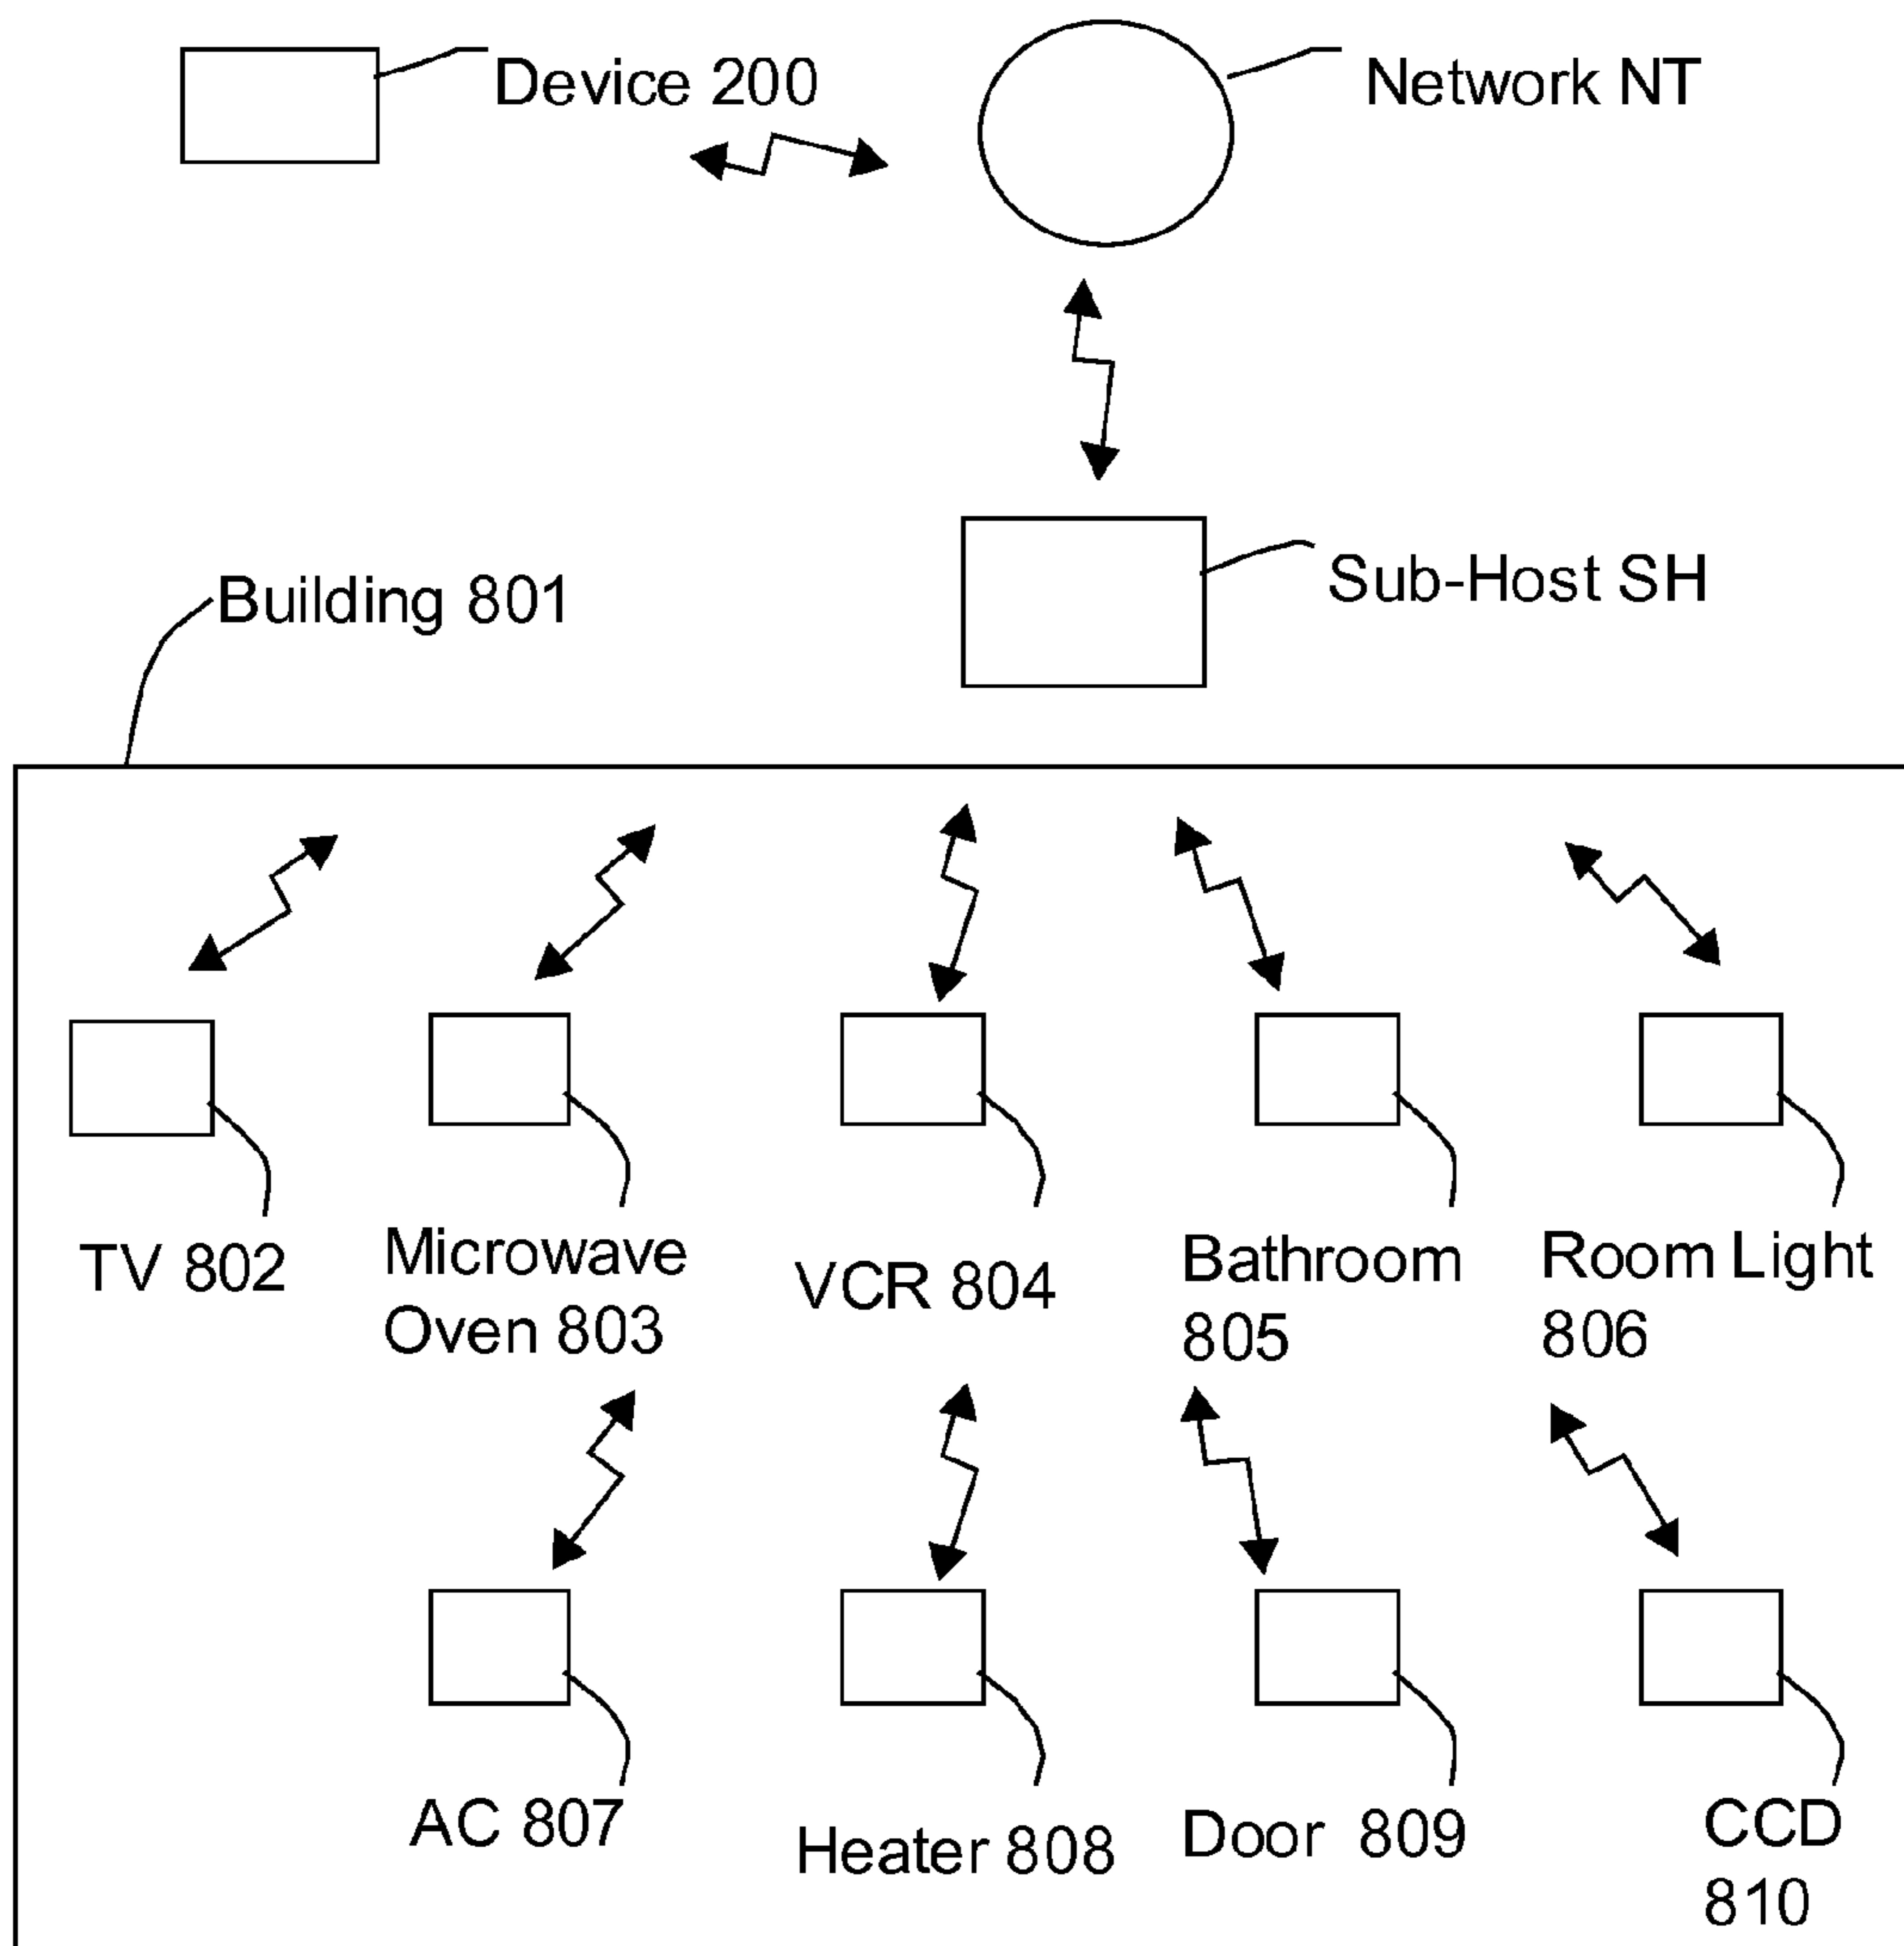 Device 200
Network NT
Sub-Host SH
Building 801
TV 802
Microwave
Oven 803
VCR 804
Bathroom
805
Room Light
806
AC 807
Heater 808
Door 809
CCD
810